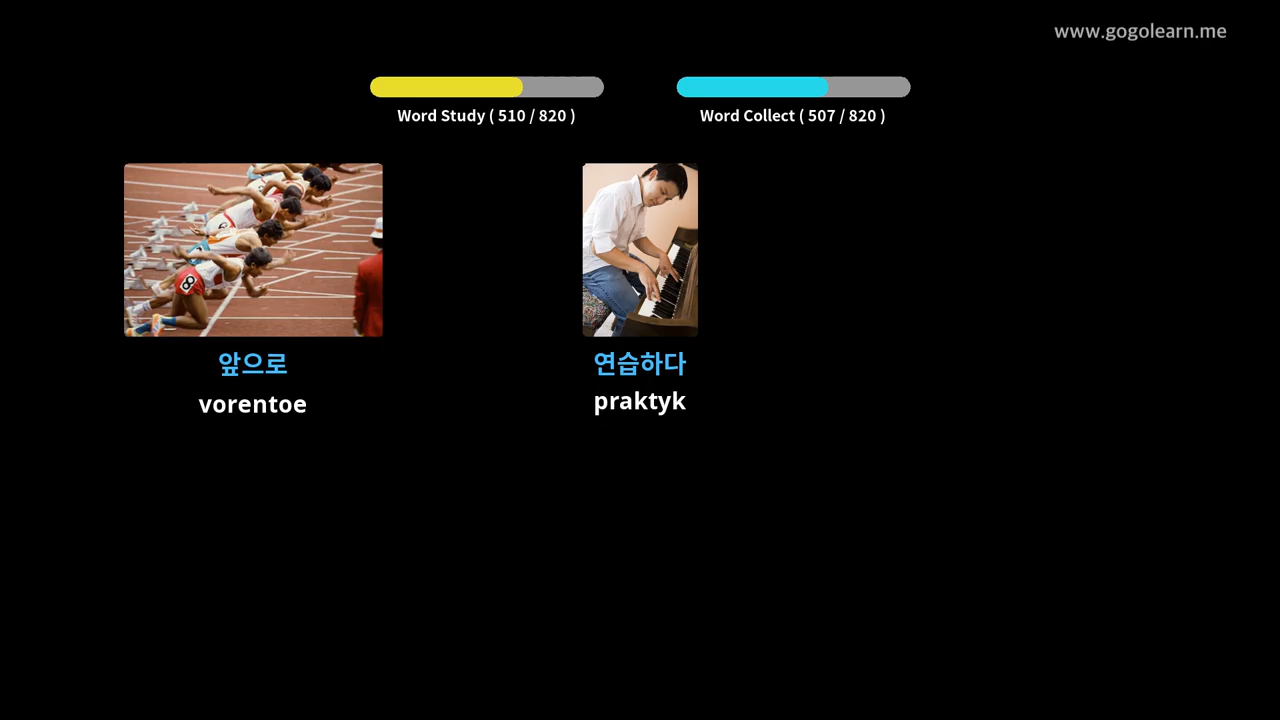 www.gogolearn.me
Word Study ( 510 / 820 )
Word Collect ( 507 / 820 )
8
앞으로
vorentoe
연습하다
praktyk